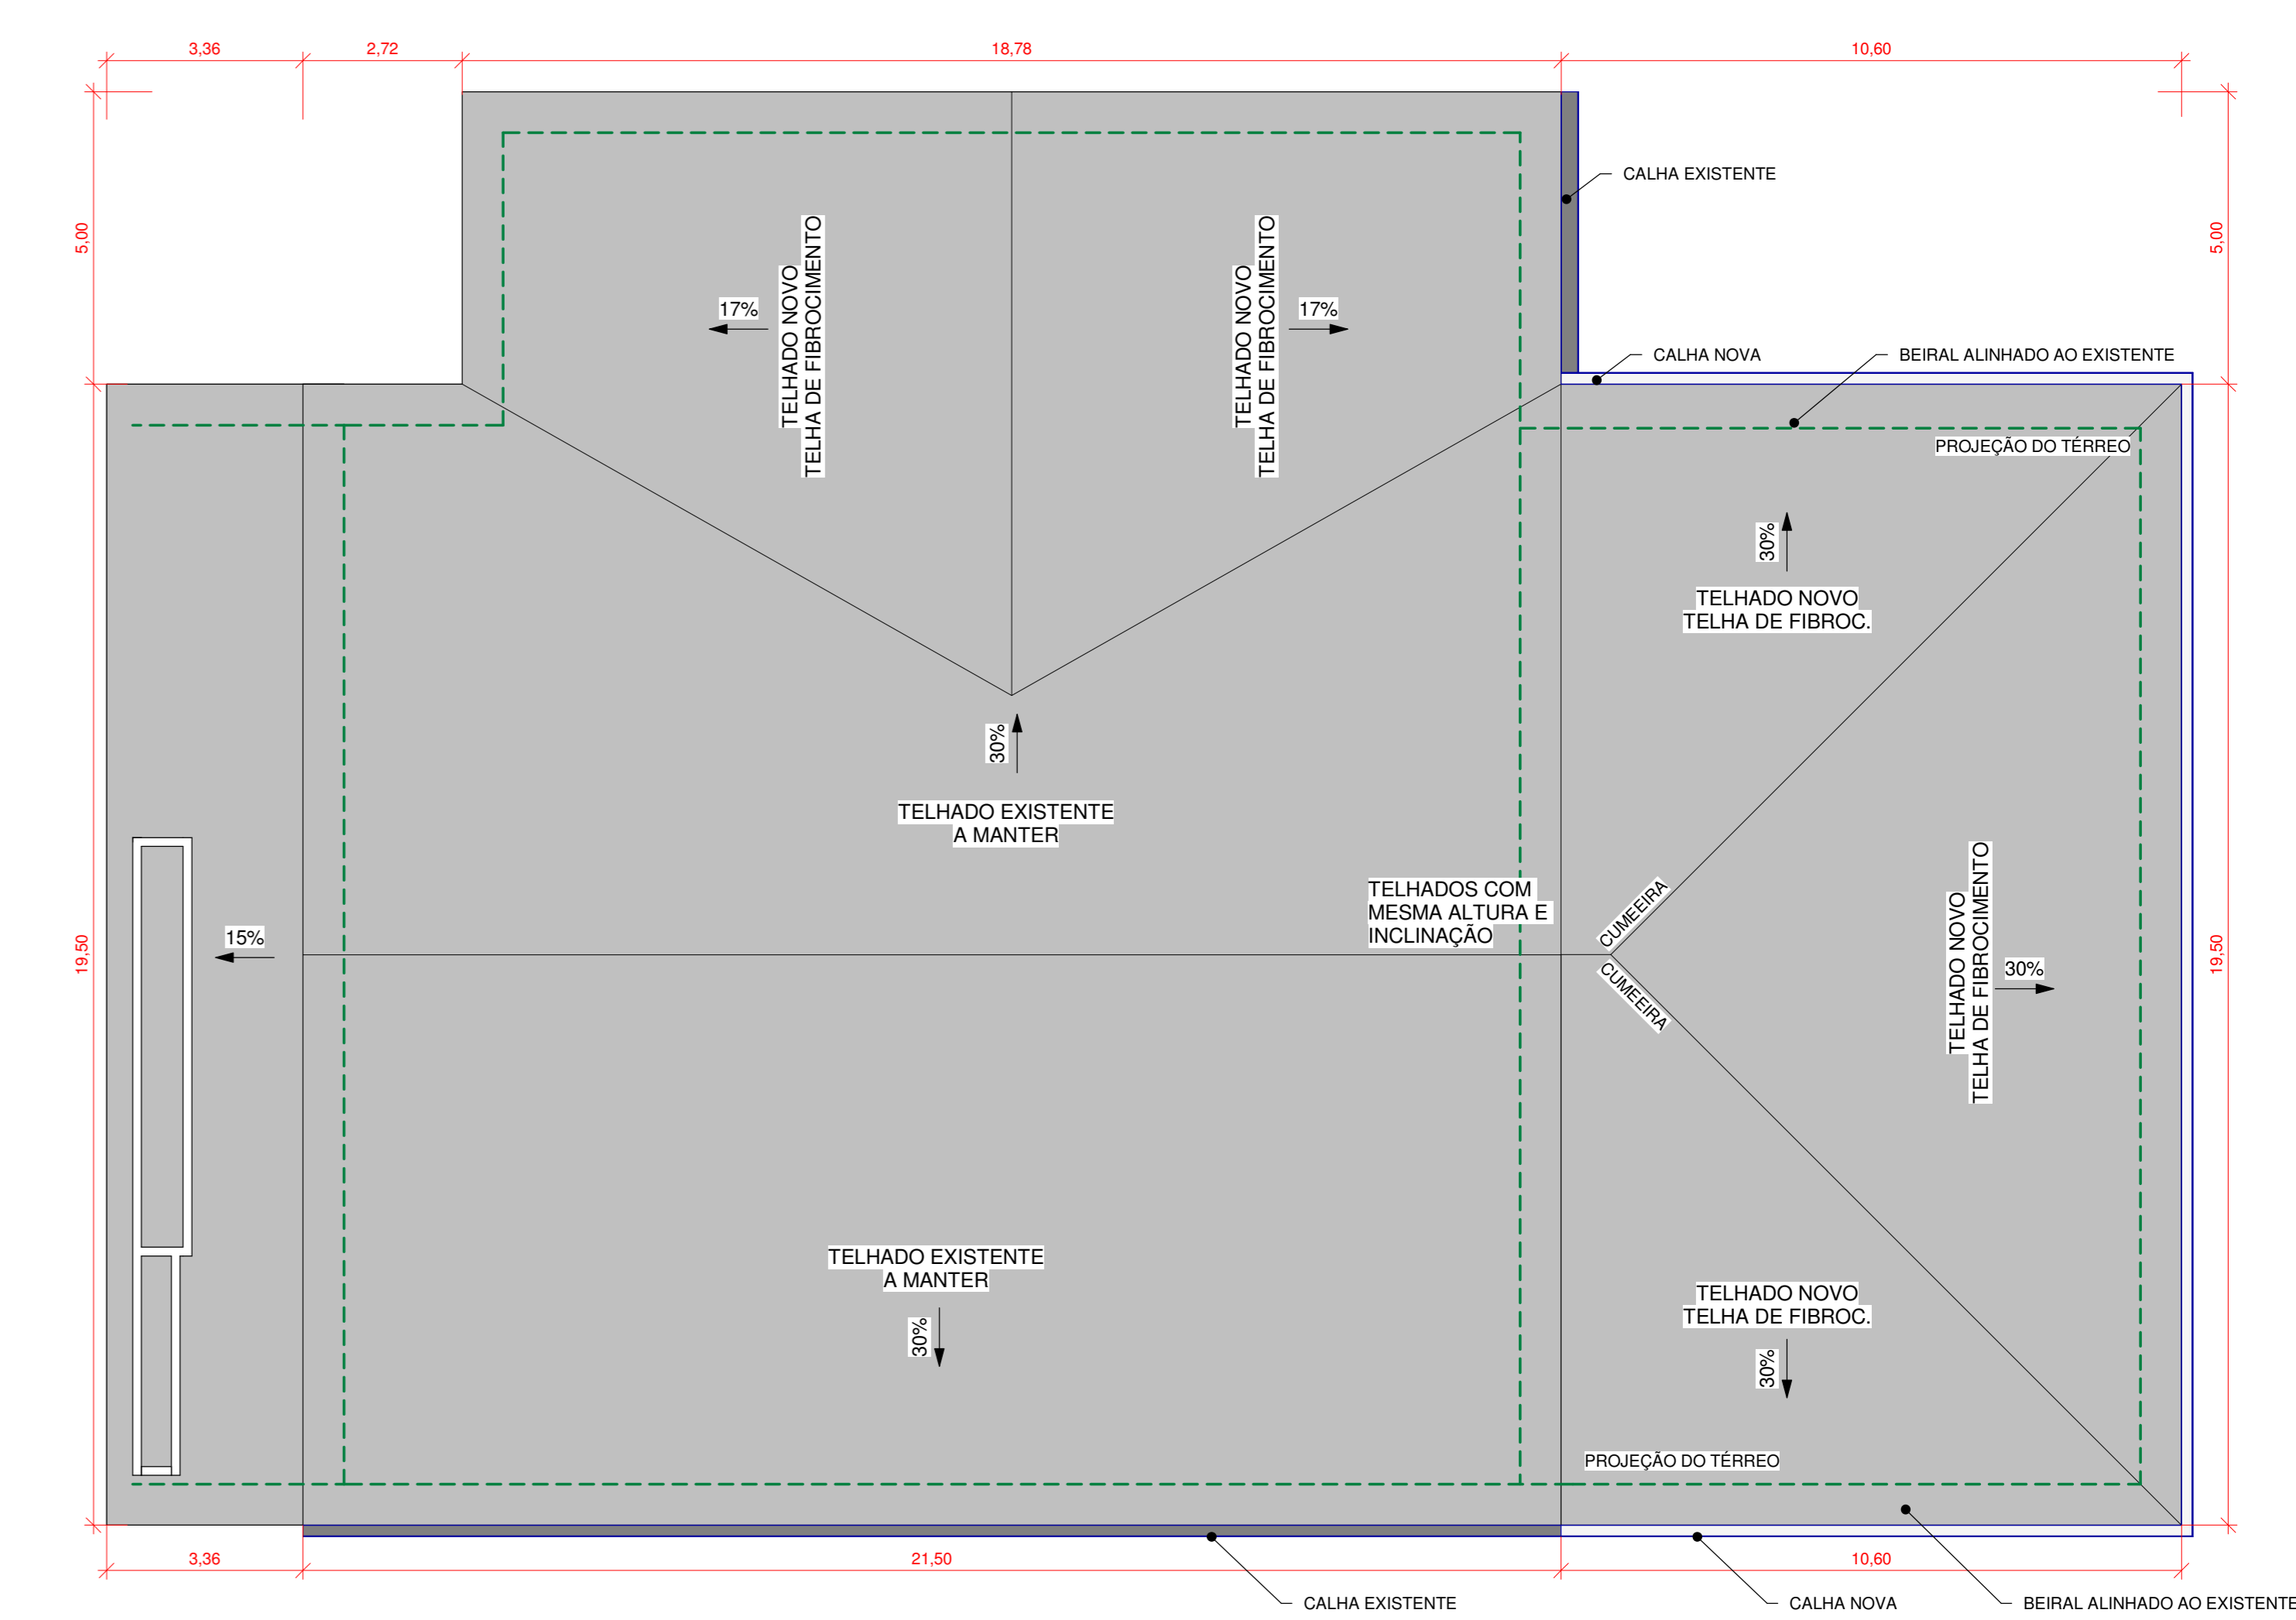 3,36
2,72
18,78
10,60
5,00
5,00
CALHA EXISTENTE
17%
TELHADO NOVO
TELHA DE FIBROCIMENTO
TELHADO NOVO
TELHA DE FIBROCIMENTO
17%
CALHA NOVA
BEIRAL ALINHADO AO EXISTENTE
PROJEÇÃO DO TÉRREO
30%
TELHADO NOVO
TELHA DE FIBROC.
30%
TELHADO EXISTENTE
A MANTER
TELHADOS COM
MESMA ALTURA E
INCLINAÇÃO
CUMEEIRA
CUMEEIRA
15%
19,50
19,50
TELHADO NOVO
TELHA DE FIBROCIMENTO
30%
TELHADO EXISTENTE
A MANTER
30%
TELHADO NOVO
TELHA DE FIBROC.
30%
PROJEÇÃO DO TÉRREO
3,36
21,50
10,60
CALHA EXISTENTE
CALHA NOVA
BEIRAL ALINHADO AO EXISTENTE